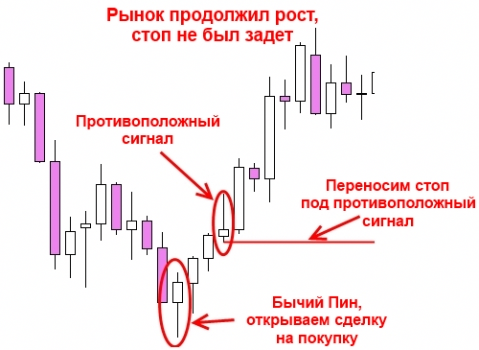 Рынок продолжил рост,
стоп не был задет
Противоположный
сигнал
Переносим стоп
под противоположный
сигнал
Бычий Пин,
открываем сделку
на покупку